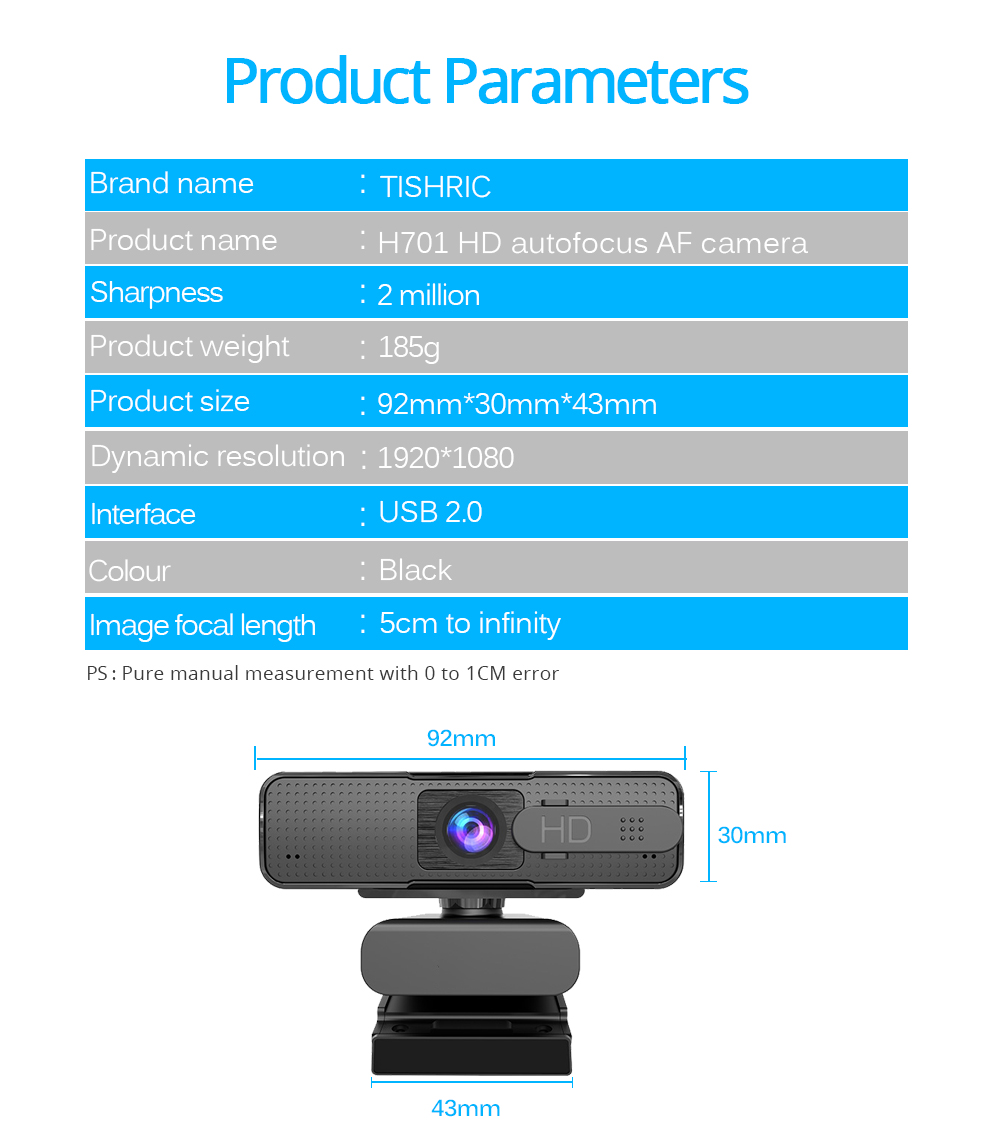 Product Parameters
Brand name : TISHRIC
Product name : H701 HD autofocus AF camera
Sharpness : 2 million
Product weight : 185g
Product size : 92mm*30mm*43mm
Dynamic resolution : 1920*1080
Interface : USB 2.0
Colour : Black
Image focal length : 5cm to infinity
PS : Pure manual measurement with 0 to 1CM error
92mm
HD
30mm
43mm